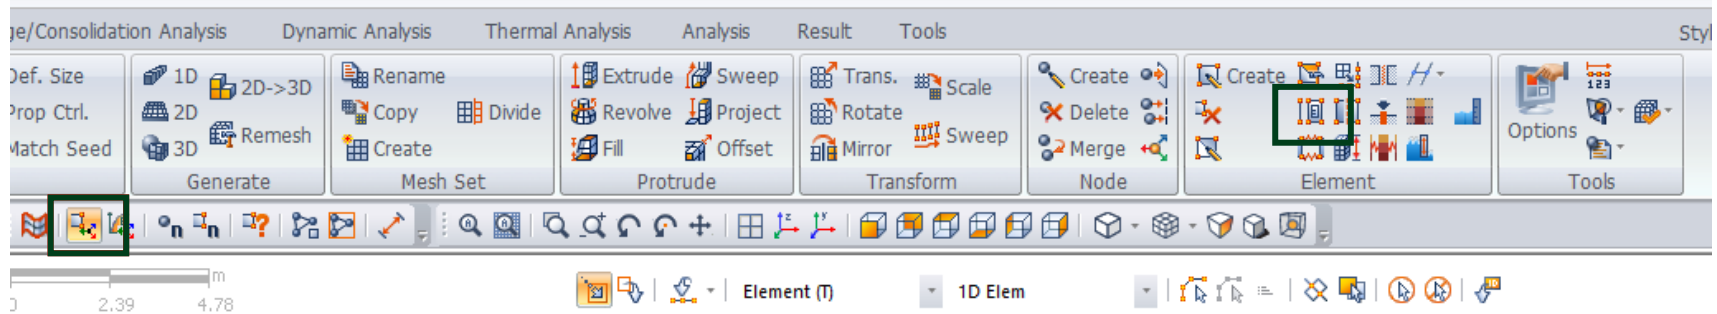 ge/Consolidation Analysis Dynamic Analysis Thermal Analysis Analysis Result Tools Styl
Def. Size 1D 2D->3D Rename Extrude Sweep Trans. Scale Create Create 123
Prop Ctrl. 2D Copy Divide Revolve Project Rotate Delete Options
Match Seed 3D Remesh Create Fill Offset Mirror Sweep Merge
Generate Mesh Set Protrude Transform Node Element Tools
n n ? z y
m
2.39 4.78 Element (T) 1D Elem